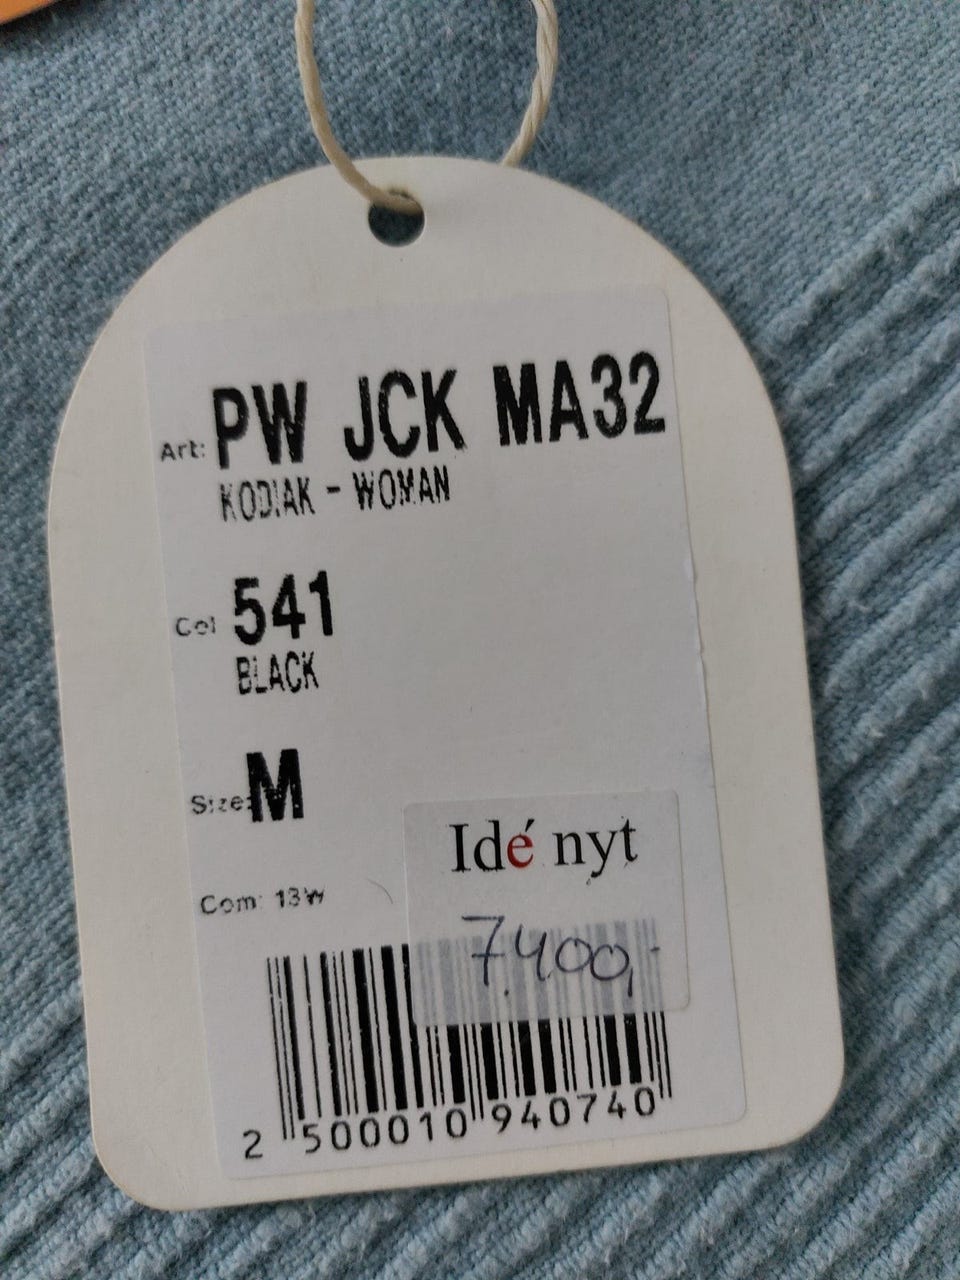 Art: PW JCK MA32
KODIAK - WOMAN
Col 541
BLACK
Size: M
Com: 13W
Idé nyt
7.400,-
2 500010 940740